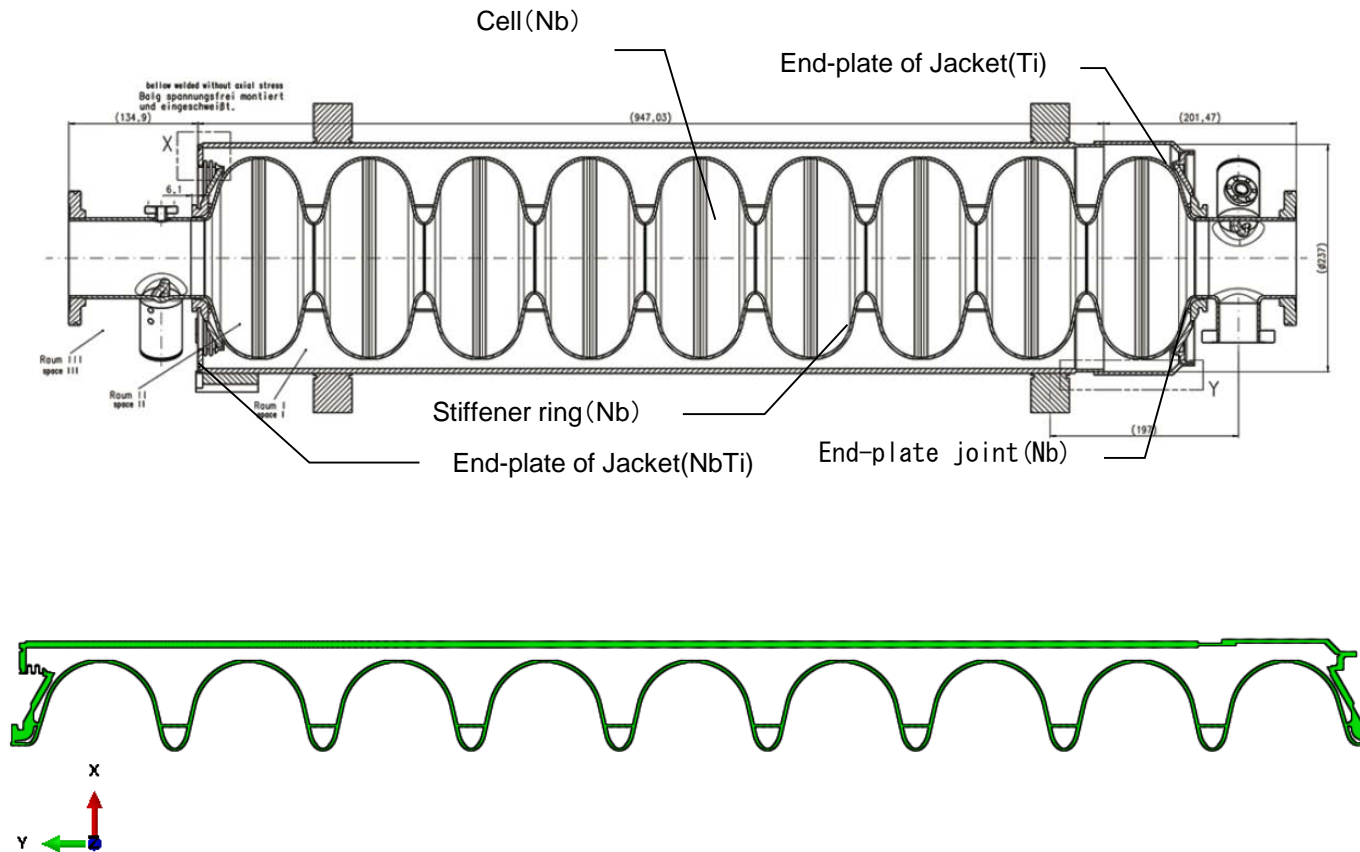 Cell(Nb)
End-plate of Jacket(Ti)
bellow welded without axial stress
Balg spannungsfrei montiert
und eingeschweißt.
(134,9)
(947,03)
(201,47)
X
6,1
(ø237)
Raum III
space III
Raum II
space II
Raum I
space I
Y
Stiffener ring(Nb)
(197)
End-plate joint(Nb)
End-plate of Jacket(NbTi)
X
Y
Z